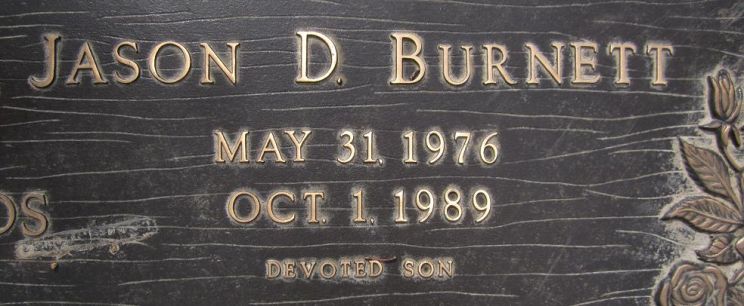 JASON D. BURNETT
MAY 31, 1976
OCT. 1, 1989
DEVOTED SON